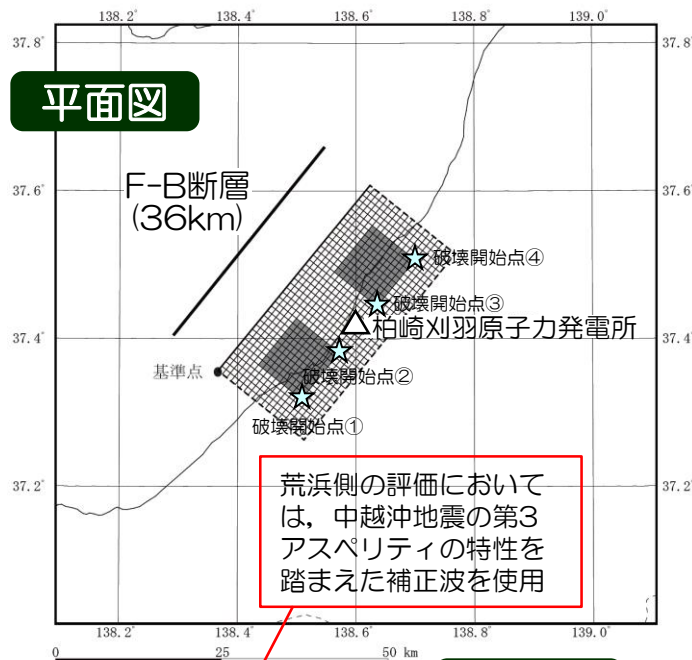 138.2° 138.4° 138.6° 138.8° 139.0°
37.8° 37.8°
平面図
37.6° 37.6°
F-B断層
(36km)
破壊開始点④
破壊開始点③
柏崎刈羽原子力発電所
37.4° 37.4°
基準点
破壊開始点②
破壊開始点①
37.2° 37.2°
荒浜側の評価において
は，中越沖地震の第3
アスペリティの特性を
踏まえた補正波を使用
138.2° 138.4° 138.6° 138.8° 139.0°
0 25 50 km